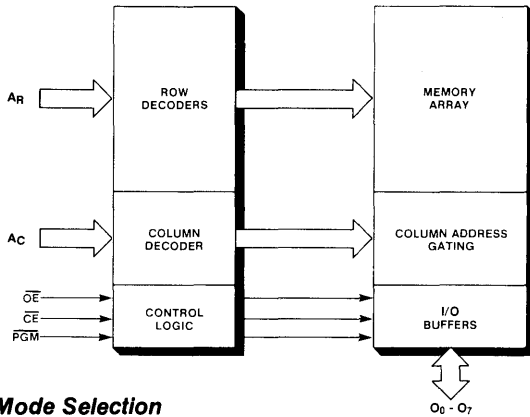 AR
ROW
DECODERS
MEMORY
ARRAY
AC
COLUMN
DECODER
COLUMN ADDRESS
GATING
OE
CE
PGM
CONTROL
LOGIC
I/O
BUFFERS
Mode Selection
O0 - O7